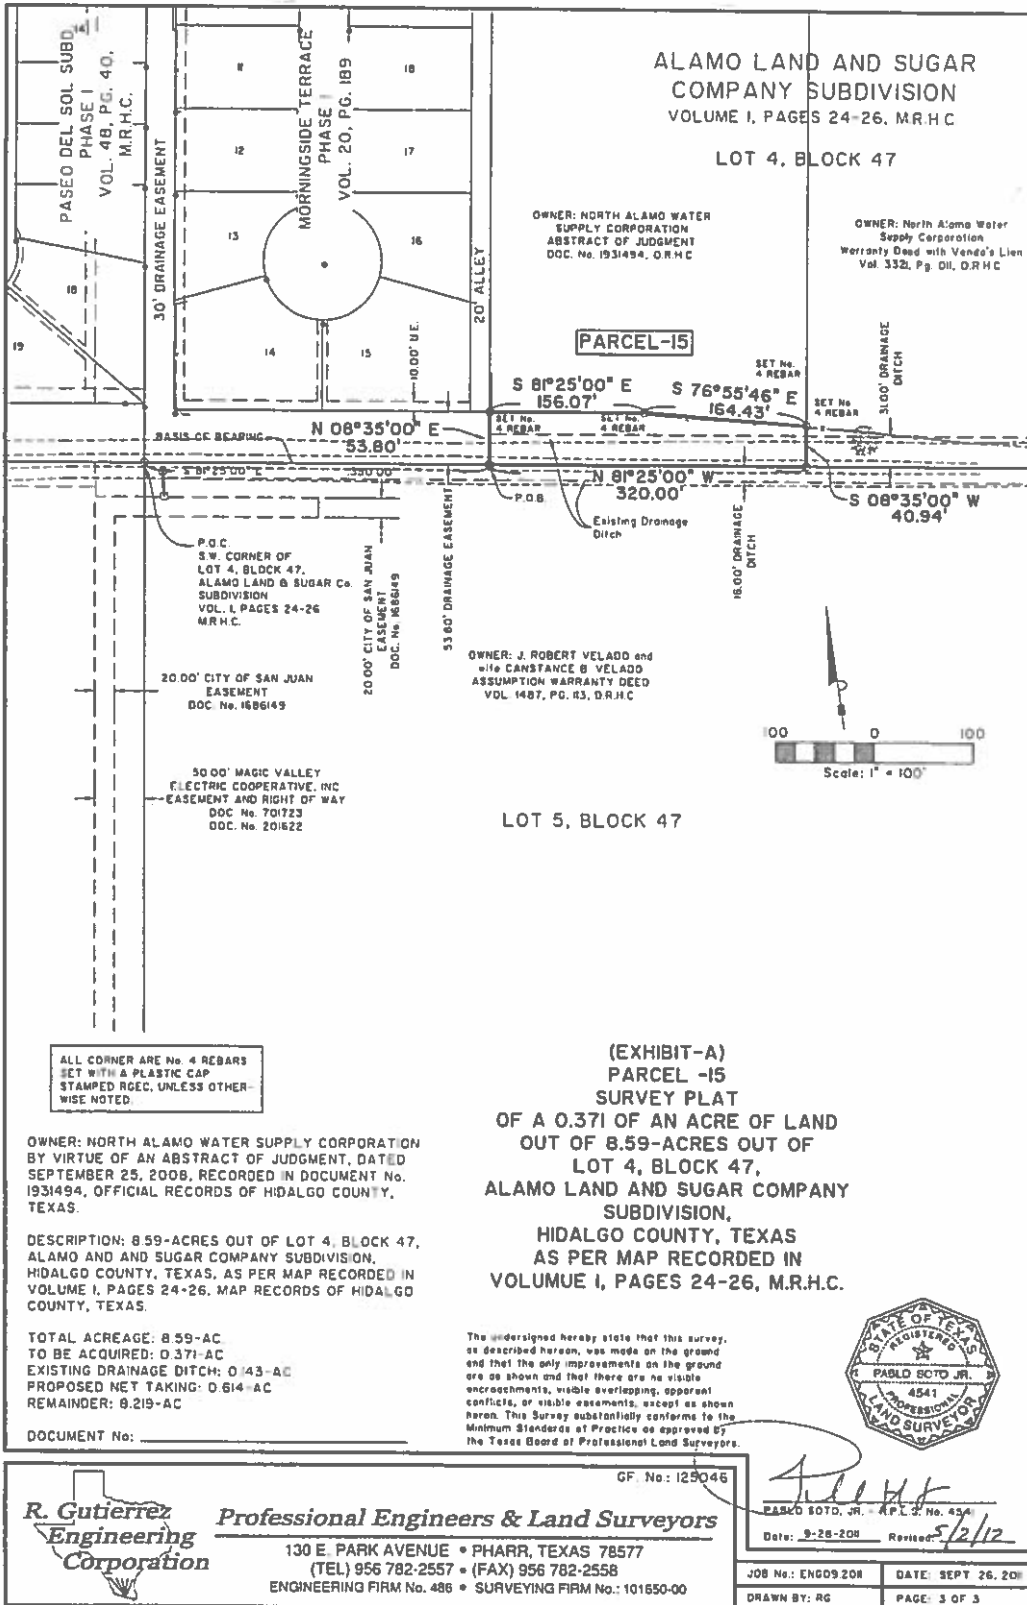 PASEO DEL SOL SUBD
PHASE I
VOL. 48, PG. 40,
M.R.H.C.
30' DRAINAGE EASEMENT
MORNINGSIDE TERRACE
PHASE I
VOL. 20, PG. 189
11
18
12
17
13
16
14
15
18
19
10.00' U.E.
20' ALLEY
ALAMO LAND AND SUGAR
COMPANY SUBDIVISION
VOLUME 1, PAGES 24-26, M.R.H.C
LOT 4, BLOCK 47
OWNER: NORTH ALAMO WATER
SUPPLY CORPORATION
ABSTRACT OF JUDGMENT
DOC. No. 1931494, O.R.H.C
OWNER: North Alamo Water
Supply Corporation
Warranty Deed with Vendo's Lien
Vol. 3321, Pg. 011, O.R.H.C
PARCEL-15
S 81°25'00" E
156.07'
S 76°55'46" E
164.43'
SET No.
4 REBAR
SET No.
4 REBAR
SET No.
4 REBAR
SET No
4 REBAR
31.00' DRAINAGE
DITCH
N 08°35'00" E
53.80'
BASIS OF BEARING
S 81°25'00" E
350.00'
P.O.B.
N 81°25'00" W
320.00'
S 08°35'00" W
40.94'
Existing Drainage
Ditch
16.00' DRAINAGE
DITCH
P.O.C.
S.W. CORNER OF
LOT 4, BLOCK 47,
ALAMO LAND & SUGAR Co.
SUBDIVISION
VOL. 1, PAGES 24-26
M.R.H.C.
20.00' CITY OF SAN JUAN
EASEMENT
DOC. No. 1686149
53.80' DRAINAGE EASEMENT
20.00' CITY OF SAN JUAN
EASEMENT
DOC. No. 1686149
OWNER: J. ROBERT VELADO and
wife CANSTANCE B VELADO
ASSUMPTION WARRANTY DEED
VOL. 1487, PG. 113, D.R.H.C
50.00' MAGIC VALLEY
ELECTRIC COOPERATIVE, INC
EASEMENT AND RIGHT OF WAY
DOC No. 701723
DOC. No. 201622
100 0 100
Scale: 1" = 100'
LOT 5, BLOCK 47
ALL CORNER ARE No. 4 REBARS
SET WITH A PLASTIC CAP
STAMPED RGEC, UNLESS OTHER-
WISE NOTED.
(EXHIBIT-A)
PARCEL -15
SURVEY PLAT
OF A 0.371 OF AN ACRE OF LAND
OUT OF 8.59-ACRES OUT OF
LOT 4, BLOCK 47,
ALAMO LAND AND SUGAR COMPANY
SUBDIVISION,
HIDALGO COUNTY, TEXAS
AS PER MAP RECORDED IN
VOLUMUE 1, PAGES 24-26, M.R.H.C.
OWNER: NORTH ALAMO WATER SUPPLY CORPORATION
BY VIRTUE OF AN ABSTRACT OF JUDGMENT, DATED
SEPTEMBER 25, 2008, RECORDED IN DOCUMENT No.
1931494, OFFICIAL RECORDS OF HIDALGO COUNTY,
TEXAS.
DESCRIPTION: 8.59-ACRES OUT OF LOT 4, BLOCK 47,
ALAMO AND AND SUGAR COMPANY SUBDIVISION,
HIDALGO COUNTY, TEXAS, AS PER MAP RECORDED IN
VOLUME 1, PAGES 24-26, MAP RECORDS OF HIDALGO
COUNTY, TEXAS.
TOTAL ACREAGE: 8.59-AC
TO BE ACQUIRED: 0.371-AC
EXISTING DRAINAGE DITCH: 0.143-AC
PROPOSED NET TAKING: 0.614-AC
REMAINDER: 8.219-AC
DOCUMENT No:
The undersigned hereby state that this survey,
as described hereon, was made on the ground
and that the only improvements on the ground
are as shown and that there are no visible
encroachments, visible overlapping, apparent
conflicts, or visible easements, except as shown
heron. This Survey substantially conforms to the
Minimum Standards of Practice as approved by
the Texas Board of Professional Land Surveyors.
STATE OF TEXAS
REGISTERED
PABLO SOTO JR.
4541
PROFESSIONAL
LAND SURVEYOR
GF. No.: 125046
PABLO SOTO, JR. - R.P.L.S. No. 4541
Date: 9-28-2011 Revised: 5/2/12
R. Gutierrez
Engineering
Corporation
Professional Engineers & Land Surveyors
130 E. PARK AVENUE • PHARR, TEXAS 78577
(TEL) 956 782-2557 • (FAX) 956 782-2558
ENGINEERING FIRM No. 486 • SURVEYING FIRM No.: 101650-00
JOB No.: ENG09.2011
DATE: SEPT 26, 2011
DRAWN BY: RG
PAGE: 3 OF 3